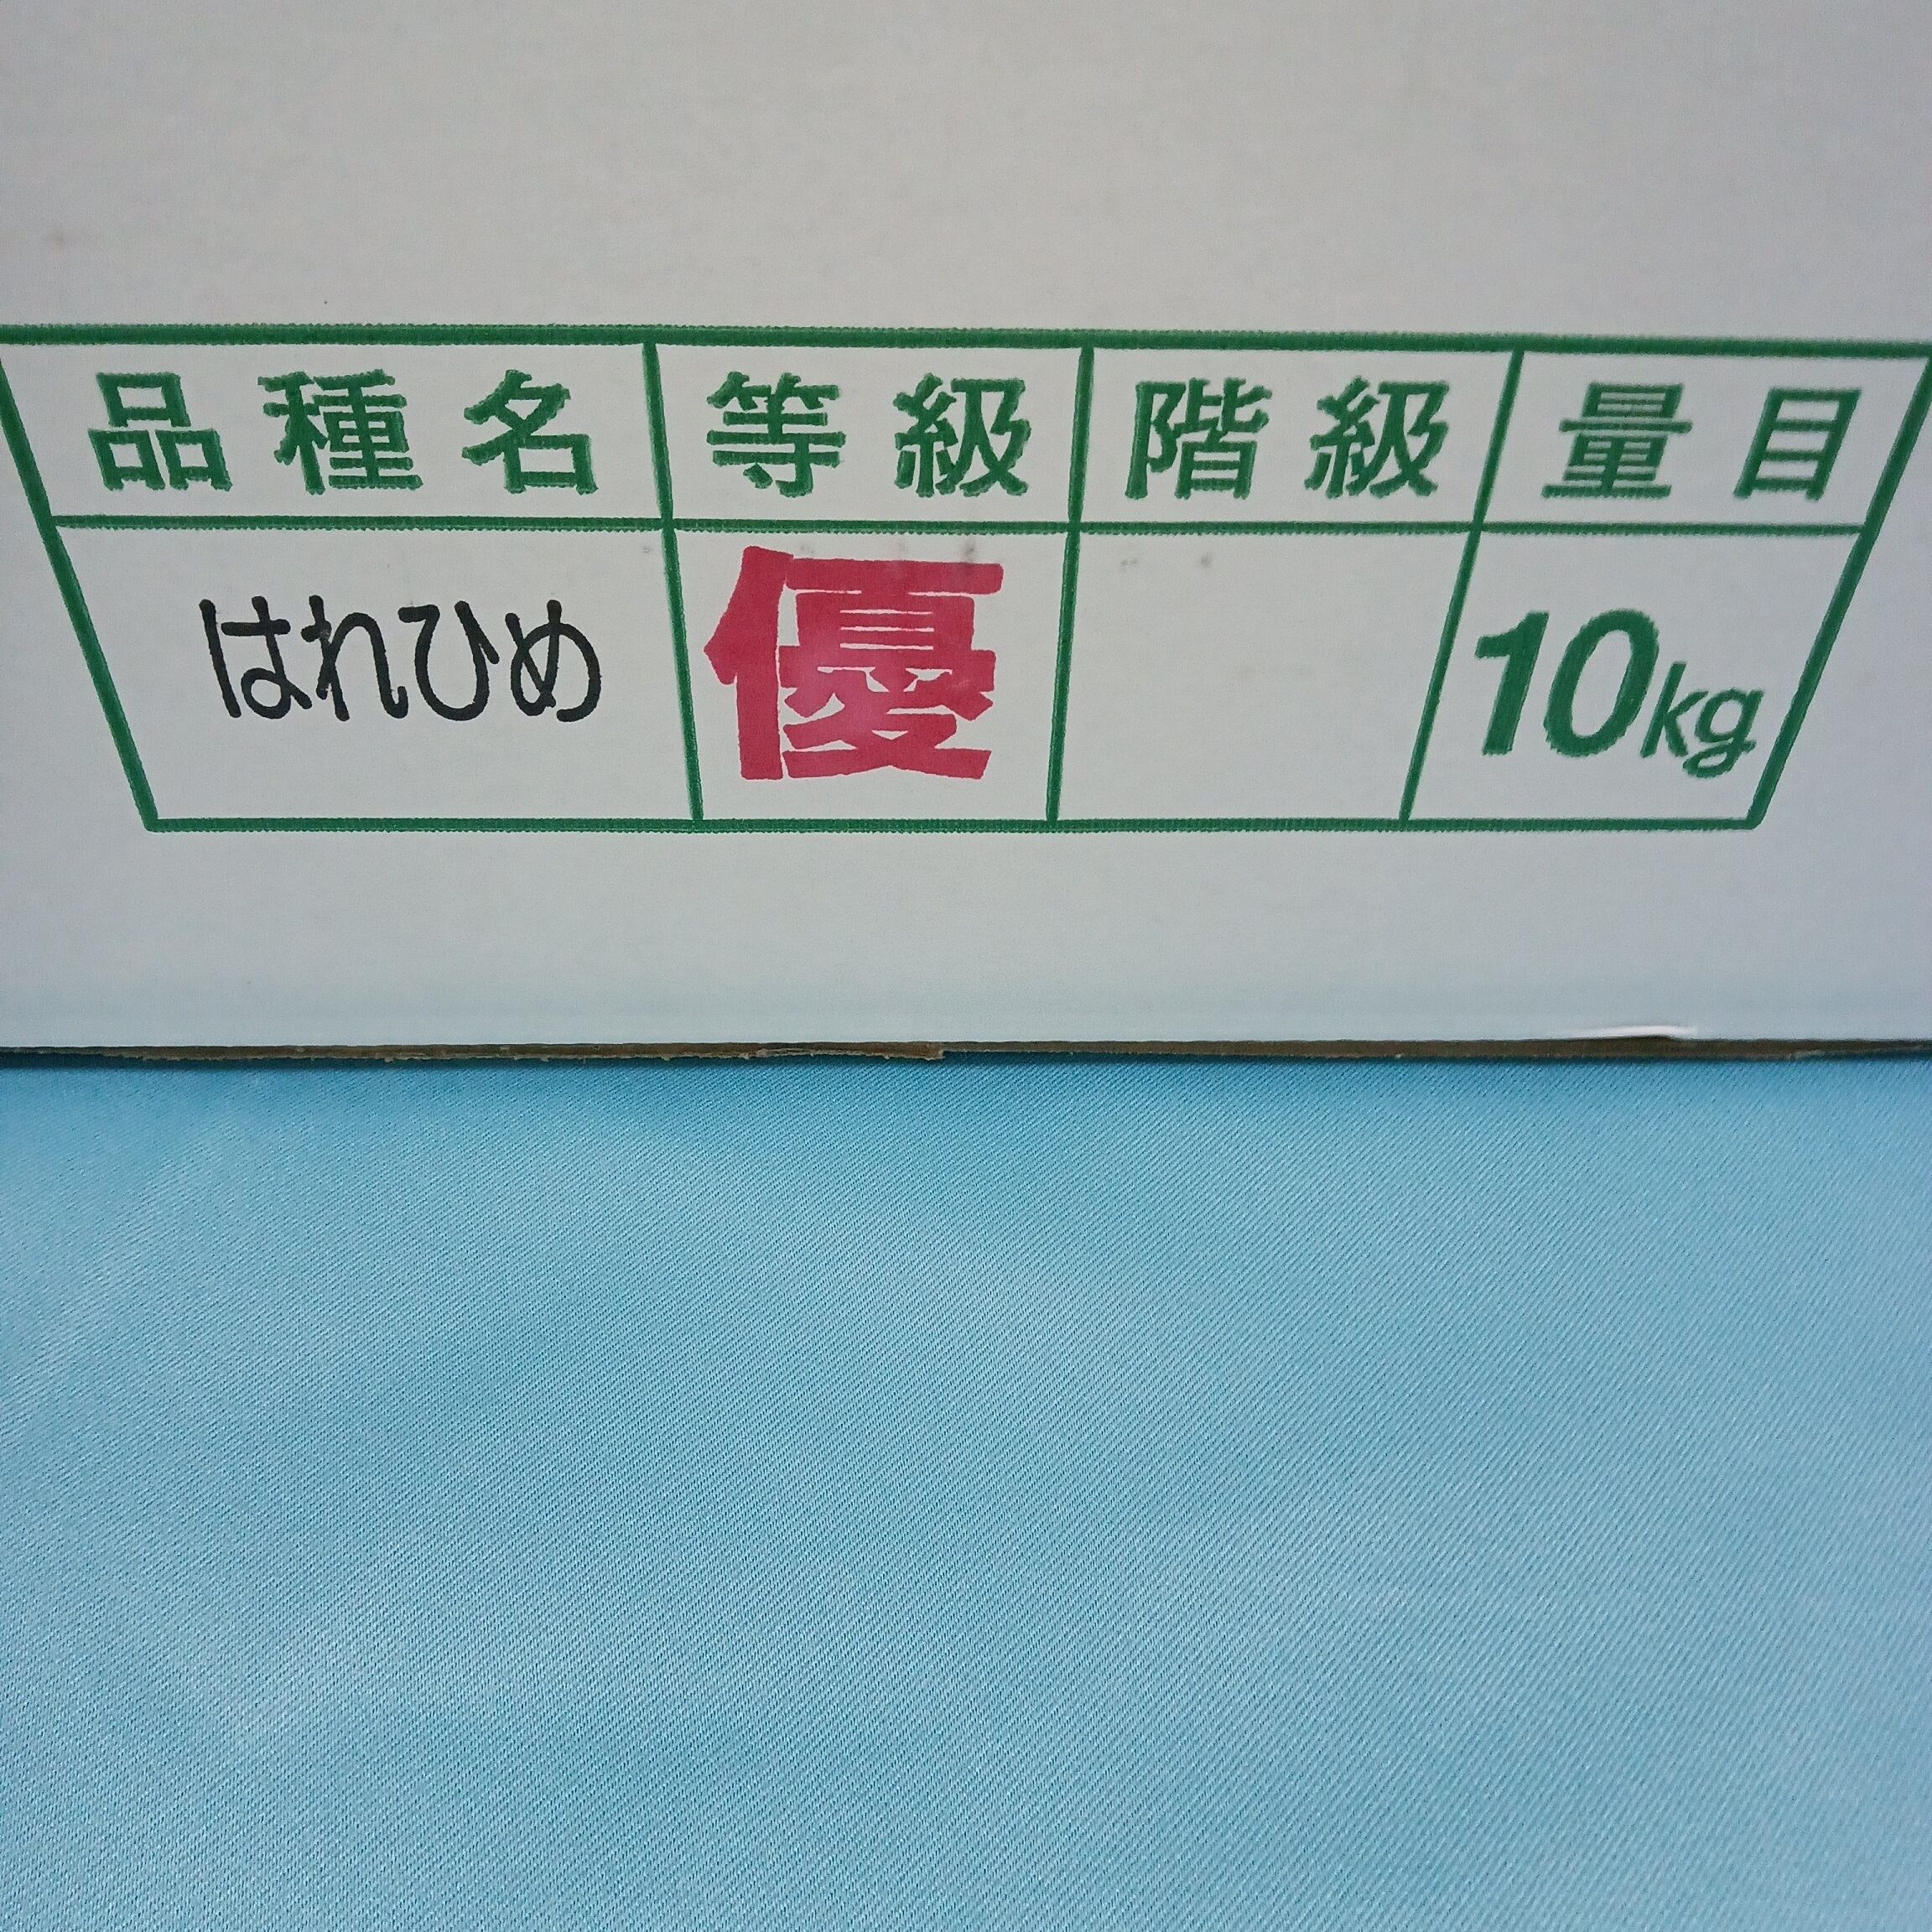 品種名 等級 階級 量目
はれひめ 優 10kg